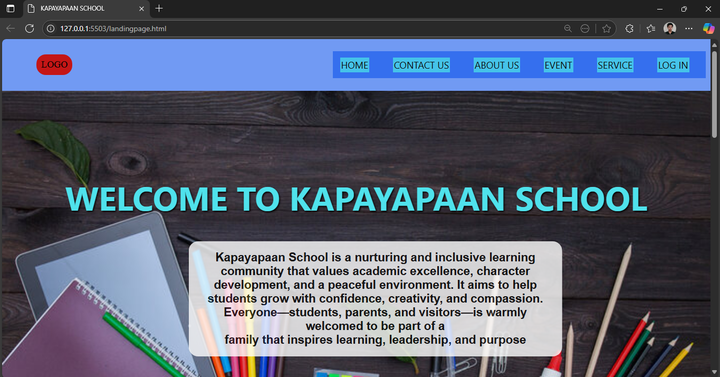 KAPAYAPAAN SCHOOL
127.0.0.1:5503/landingpage.html
LOGO
HOME CONTACT US ABOUT US EVENT SERVICE LOG IN
WELCOME TO KAPAYAPAAN SCHOOL
Kapayapaan School is a nurturing and inclusive learning
community that values academic excellence, character
development, and a peaceful environment. It aims to help
students grow with confidence, creativity, and compassion.
Everyone—students, parents, and visitors—is warmly
welcomed to be part of a
family that inspires learning, leadership, and purpose